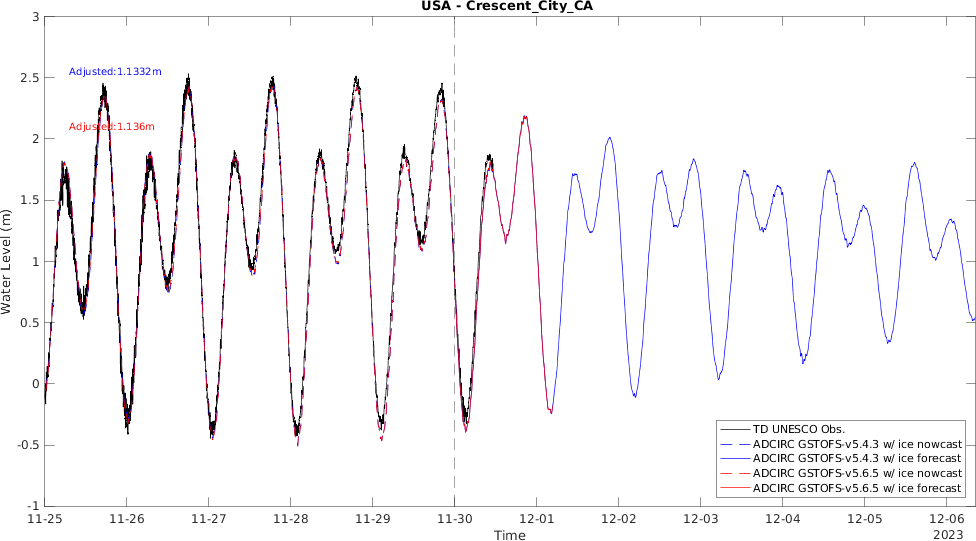 USA - Crescent_City_CA
3
2.5
2
1.5
1
0.5
0
-0.5
-1
Water Level (m)
Adjusted:1.1332m
Adjusted:1.136m
TD UNESCO Obs.
ADCIRC GSTOFS-v5.4.3 w/ ice nowcast
ADCIRC GSTOFS-v5.4.3 w/ ice forecast
ADCIRC GSTOFS-v5.6.5 w/ ice nowcast
ADCIRC GSTOFS-v5.6.5 w/ ice forecast
11-25 11-26 11-27 11-28 11-29 11-30 12-01 12-02 12-03 12-04 12-05 12-06
2023
Time